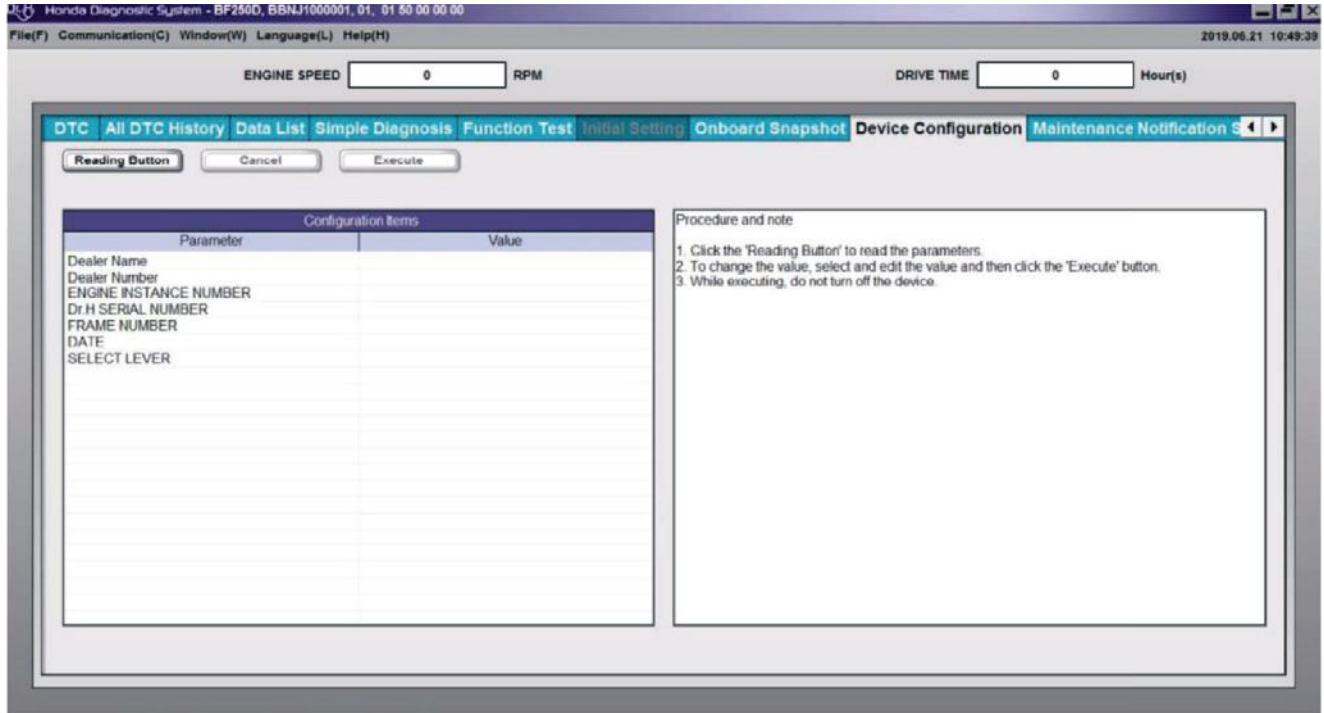 Honda Diagnostic System - BF250D, BBNJ1000001, 01, 01 50 00 00 00
File(F) Communication(C) Window(W) Language(L) Help(H) 2019.06.21 10:49:39
ENGINE SPEED 0 RPM DRIVE TIME 0 Hour(s)
DTC All DTC History Data List Simple Diagnosis Function Test Initial Setting Onboard Snapshot Device Configuration Maintenance Notification S
Reading Button Cancel Execute
Configuration Items
Parameter Value
Dealer Name
Dealer Number
ENGINE INSTANCE NUMBER
Dr.H SERIAL NUMBER
FRAME NUMBER
DATE
SELECT LEVER
Procedure and note
1. Click the 'Reading Button' to read the parameters.
2. To change the value, select and edit the value and then click the 'Execute' button.
3. While executing, do not turn off the device.